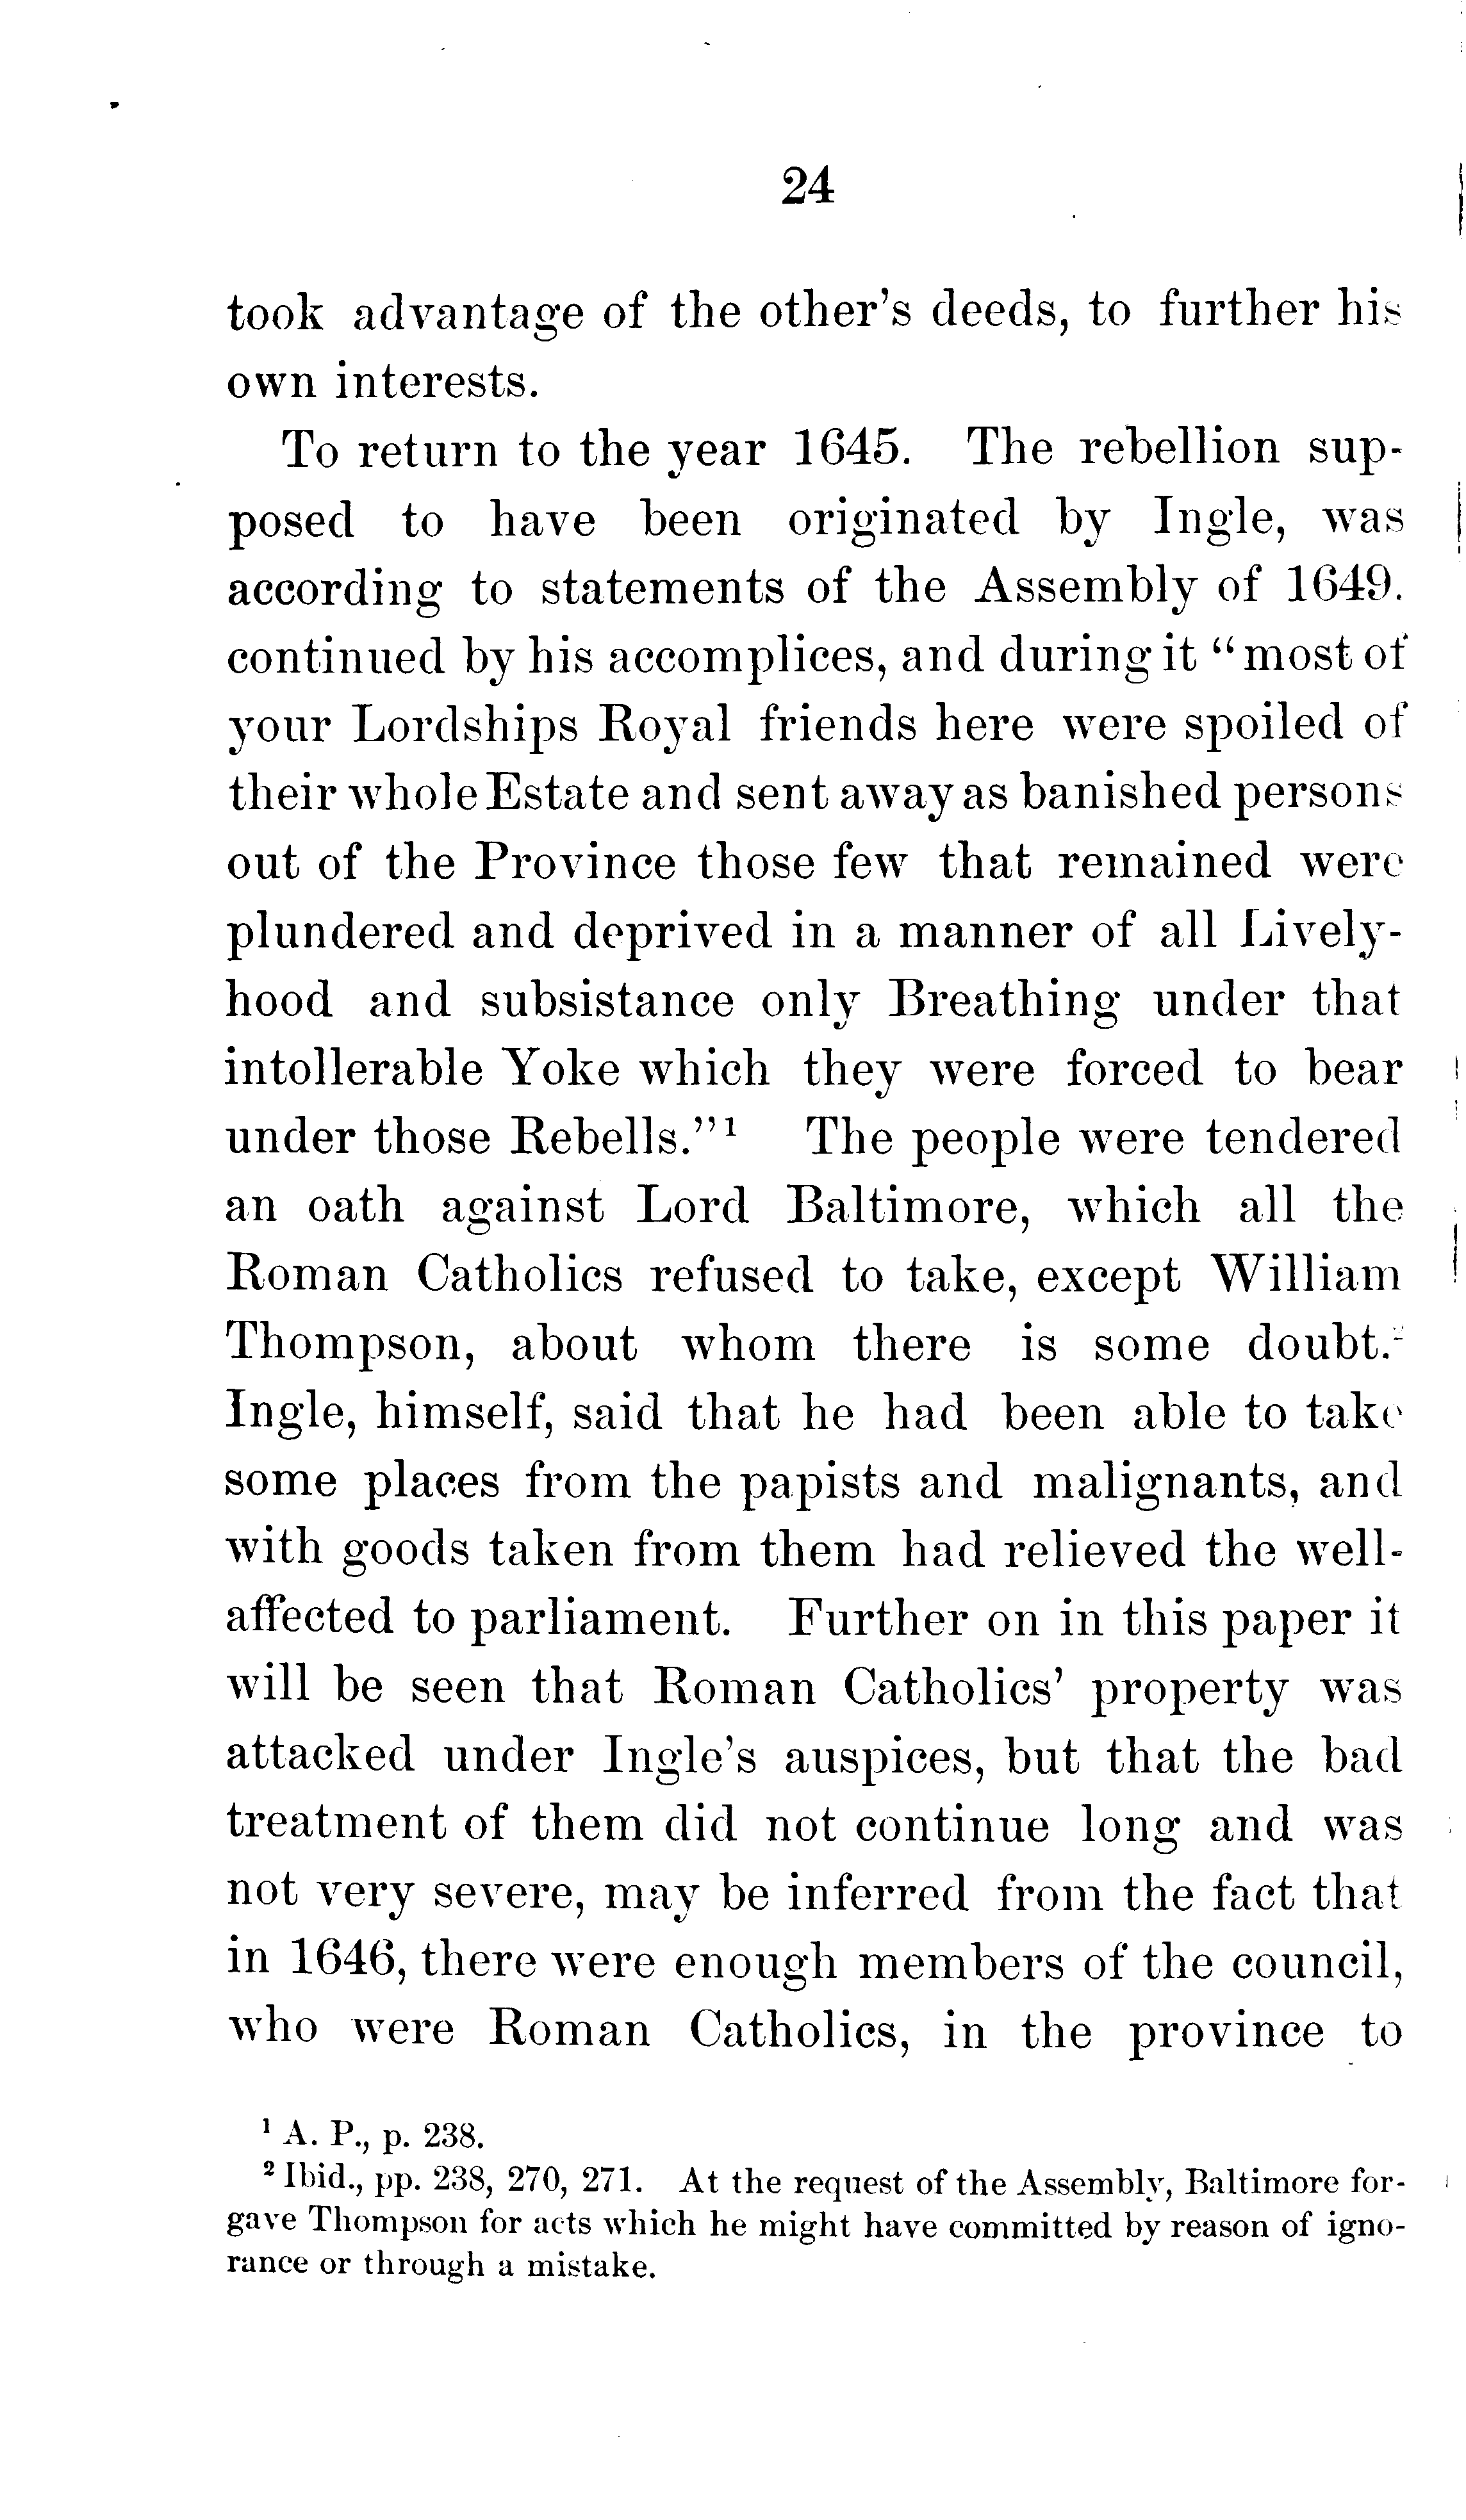 24
took advantage of the other's deeds, to further his
own interests.
To return to the year 1645. The rebellion sup-
posed to have been originated by Ingle, was
according to statements of the Assembly of 1649.
continued by his accomplices, and during it "most of
your Lordships Royal friends here were spoiled of
their whole Estate and sent away as banished persons
out of the Province those few that remained were
plundered and deprived in a manner of all Lively-
hood and subsistance only Breathing under that
intollerable Yoke which they were forced to bear
under those Rebells."¹ The people were tendered
an oath against Lord Baltimore, which all the
Roman Catholics refused to take, except William
Thompson, about whom there is some doubt.²
Ingle, himself, said that he had been able to take
some places from the papists and malignants, and
with goods taken from them had relieved the well-
affected to parliament. Further on in this paper it
will be seen that Roman Catholics' property was
attacked under Ingle's auspices, but that the bad
treatment of them did not continue long and was
not very severe, may be inferred from the fact that
in 1646, there were enough members of the council,
who were Roman Catholics, in the province to
¹ A. P., p. 238.
² Ibid., pp. 238, 270, 271. At the request of the Assembly, Baltimore for-
gave Thompson for acts which he might have committed by reason of igno-
rance or through a mistake.